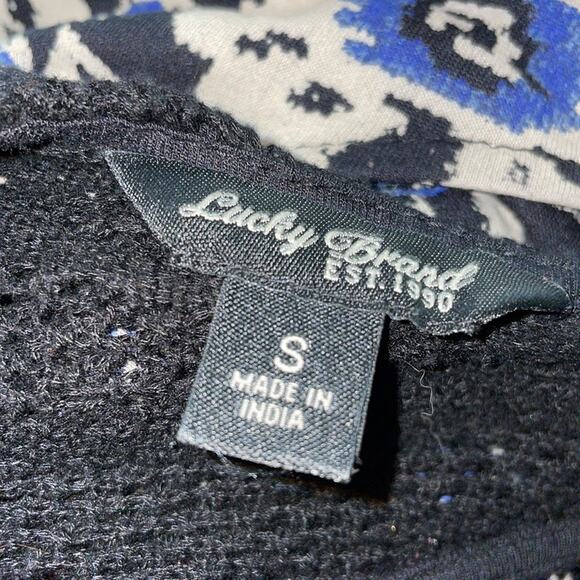 Lucky Brand
EST. 1990
S
MADE IN
INDIA